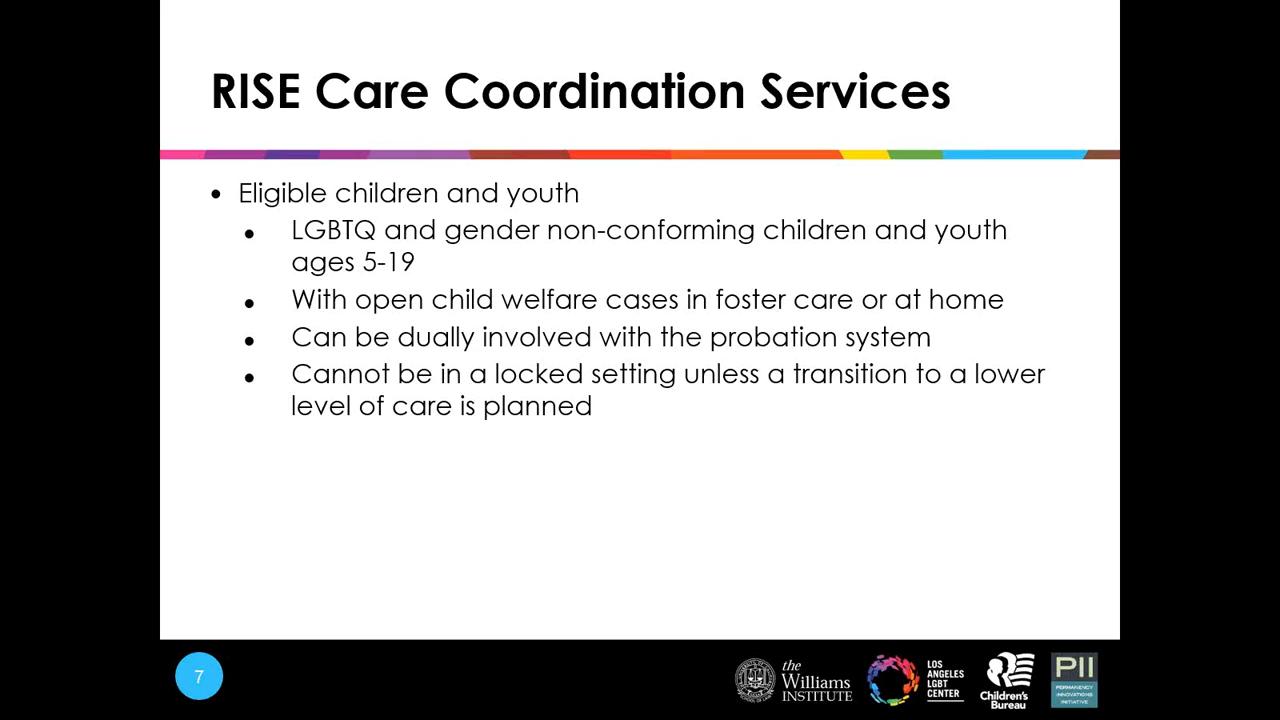 RISE Care Coordination Services
• Eligible children and youth
• LGBTQ and gender non-conforming children and youth
ages 5-19
• With open child welfare cases in foster care or at home
• Can be dually involved with the probation system
• Cannot be in a locked setting unless a transition to a lower
level of care is planned
7
the
Williams
INSTITUTE
LOS
ANGELES
LGBT
CENTER
Children's
Bureau
PII
PERMANENCY
INNOVATIONS
INITIATIVE